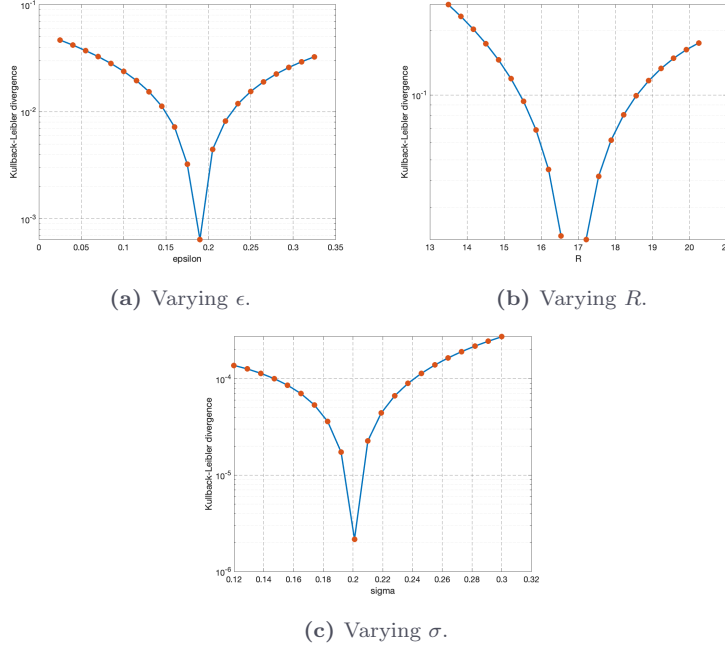 10^-1
10^-2
10^-3
Kullback-Leibler divergence
0 0.05 0.1 0.15 0.2 0.25 0.3 0.35
epsilon
(a) Varying ϵ.
10^-1
Kullback-Leibler divergence
13 14 15 16 17 18 19 20 21
R
(b) Varying R.
10^-4
10^-5
10^-6
Kullback-Leibler divergence
0.12 0.14 0.16 0.18 0.2 0.22 0.24 0.26 0.28 0.3 0.32
sigma
(c) Varying σ.